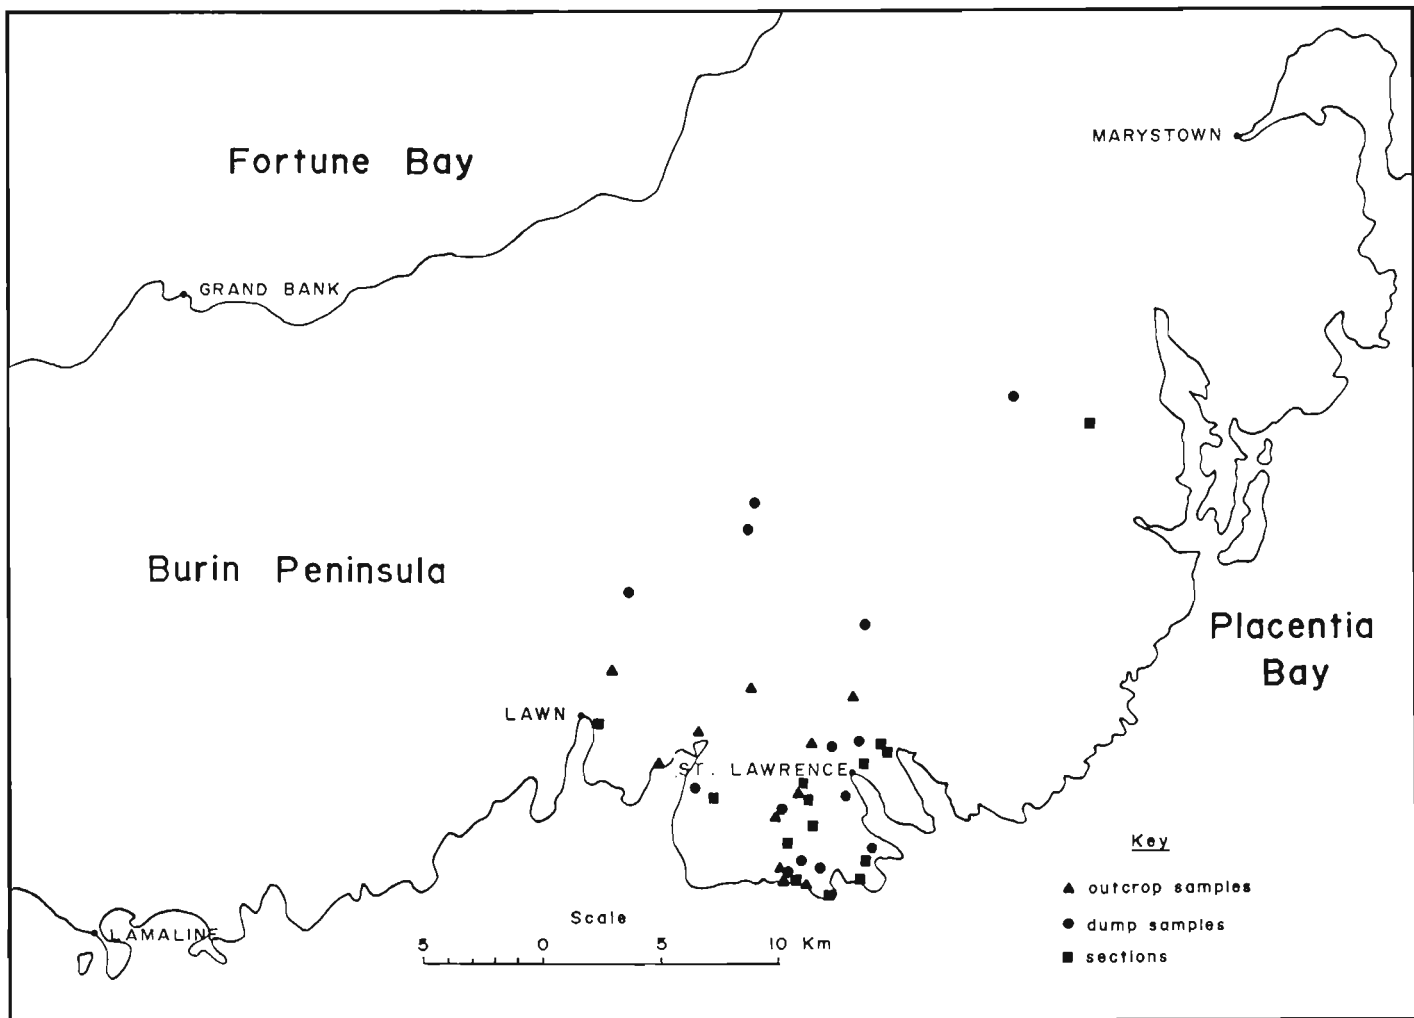 MARYSTOWN
Fortune Bay
GRAND BANK
Burin Peninsula
Placentia
Bay
LAWN
ST. LAWRENCE
Key
outcrop samples
dump samples
sections
LAMALINE
Scale
5 0 5 10 Km